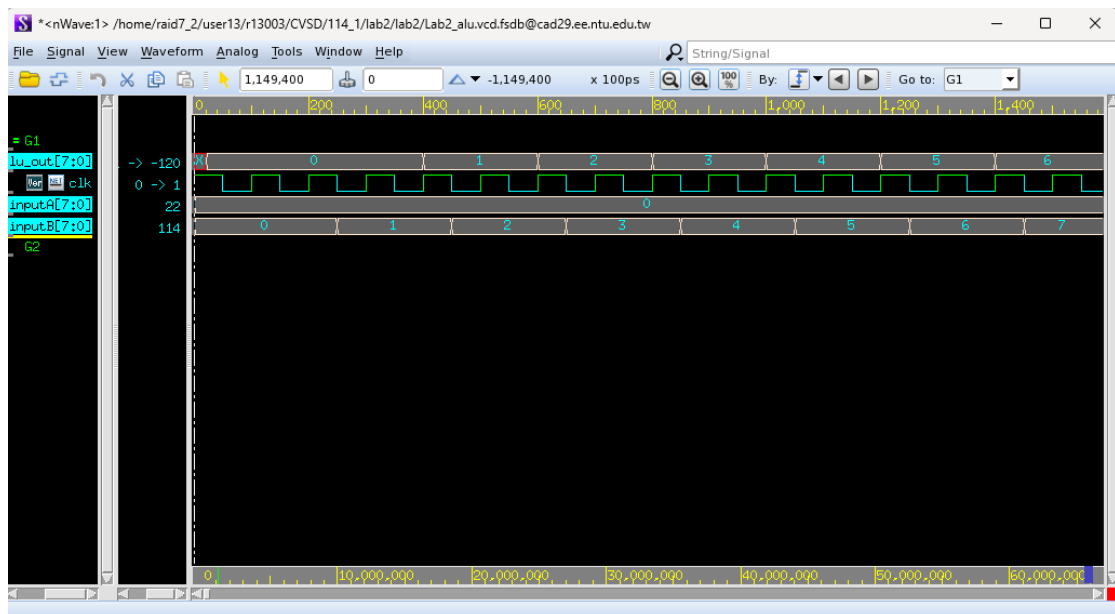 *<nWave:1> /home/raid7_2/user13/r13003/CVSD/114_1/lab2/lab2/Lab2_alu.vcd.fsdb@cad29.ee.ntu.edu.tw
File Signal View Waveform Analog Tools Window Help String/Signal
1,149,400 0 -1,149,400 x 100ps 100% By: Go to: G1
0 200 400 600 800 1,000 1,200 1,400
= G1
lu_out[7:0] -> -120 X 0 1 2 3 4 5 6
Ver NET clk 0 -> 1
inputA[7:0] 22 0
inputB[7:0] 114 0 1 2 3 4 5 6 7
G2
0 10,000,000 20,000,000 30,000,000 40,000,000 50,000,000 60,000,000